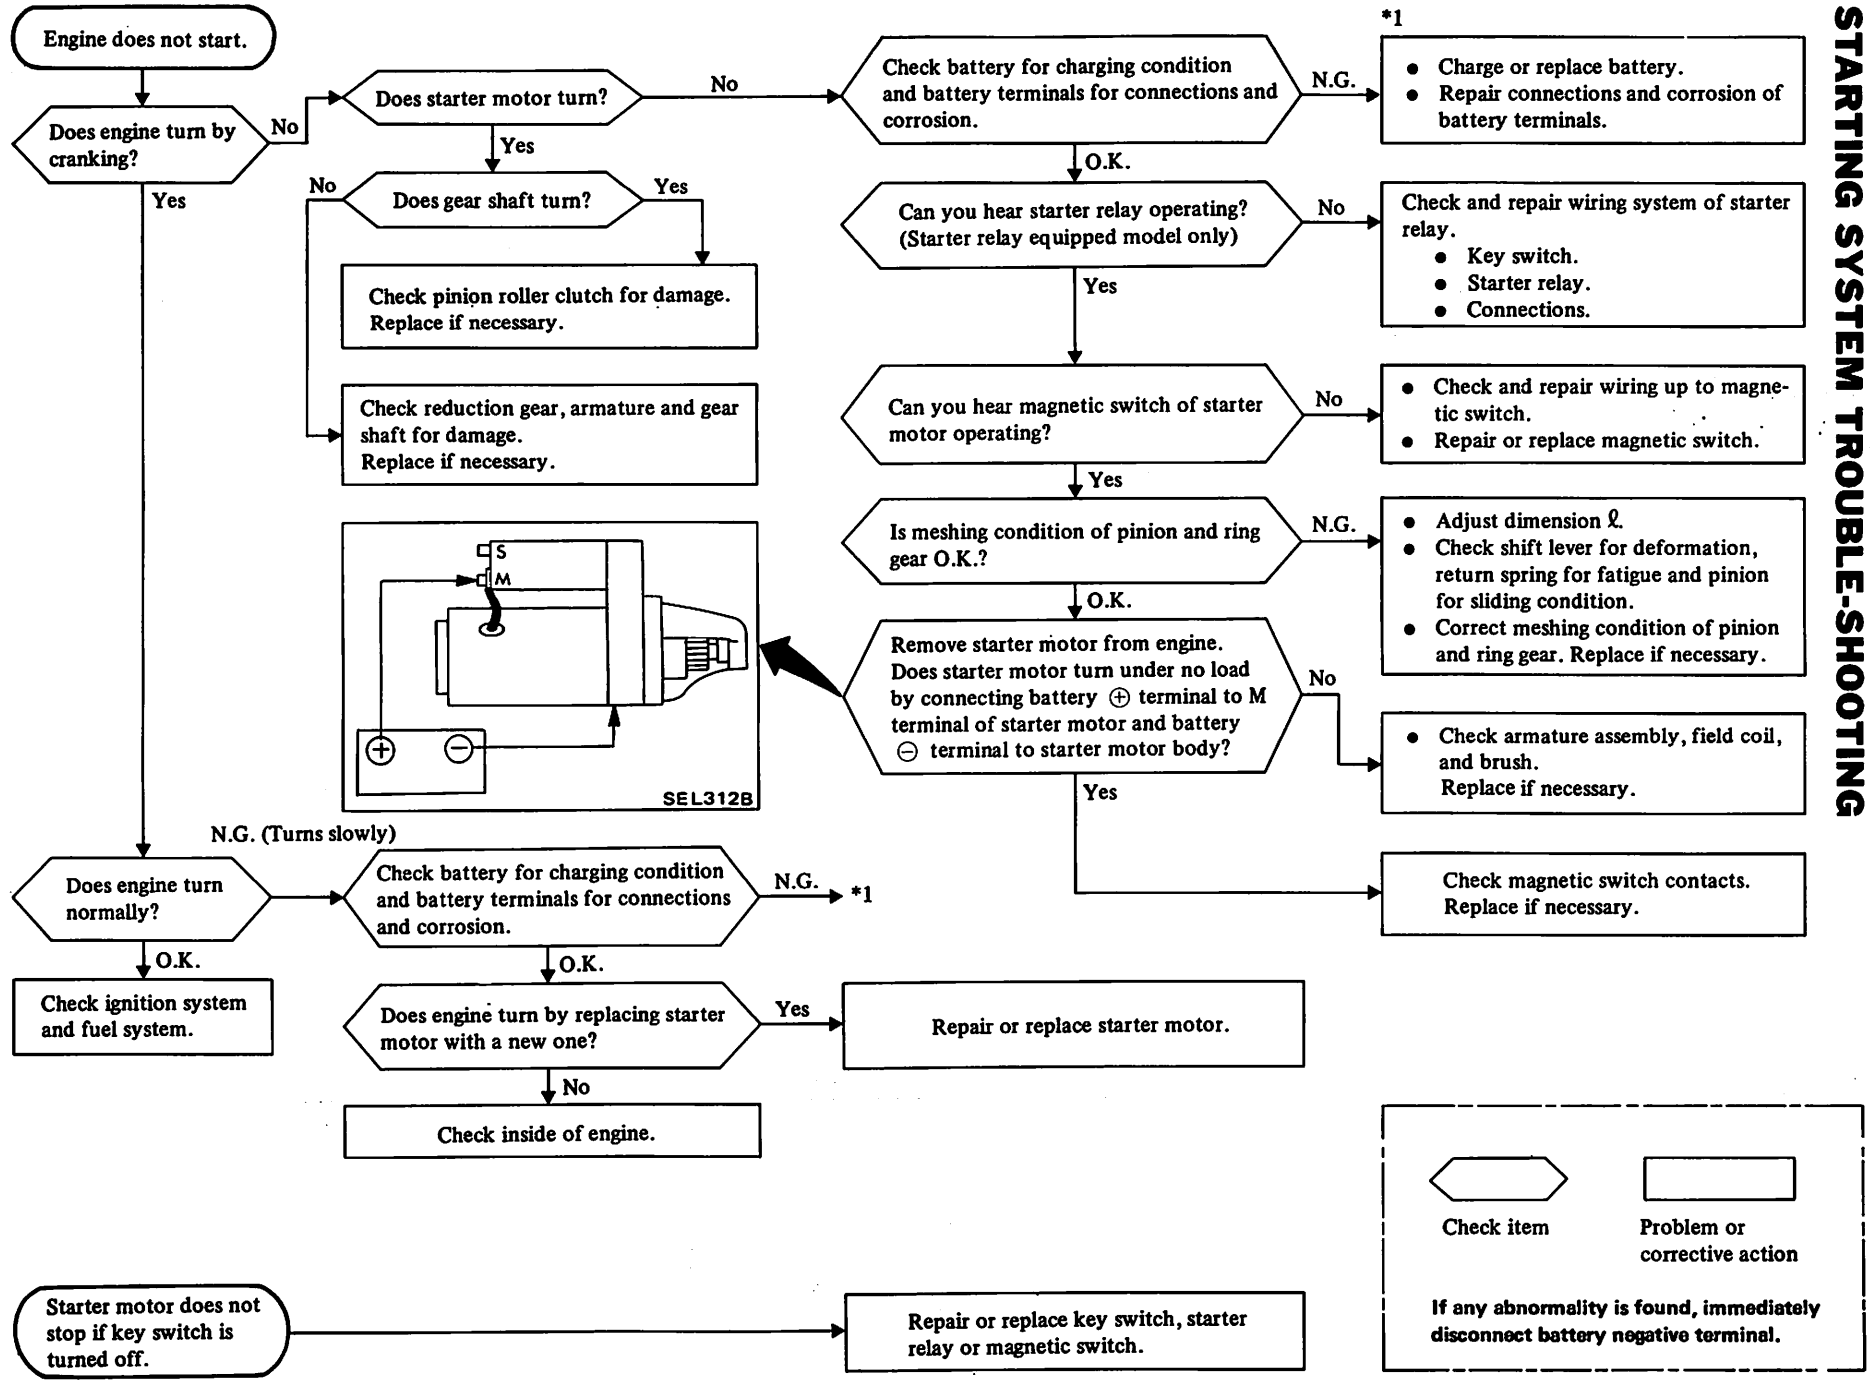 STARTING SYSTEM TROUBLE-SHOOTING
Engine does not start.
Does engine turn by
cranking?
No
Yes
Does starter motor turn?
No
Yes
Does gear shaft turn?
No
Yes
Check pinion roller clutch for damage.
Replace if necessary.
Check reduction gear, armature and gear
shaft for damage.
Replace if necessary.
Check battery for charging condition
and battery terminals for connections and
corrosion.
N.G.
*1
● Charge or replace battery.
● Repair connections and corrosion of
battery terminals.
O.K.
Can you hear starter relay operating?
(Starter relay equipped model only)
No
Check and repair wiring system of starter
relay.
● Key switch.
● Starter relay.
● Connections.
Yes
Can you hear magnetic switch of starter
motor operating?
No
● Check and repair wiring up to magne-
tic switch.
● Repair or replace magnetic switch.
Yes
Is meshing condition of pinion and ring
gear O.K.?
N.G.
● Adjust dimension ℓ.
● Check shift lever for deformation,
return spring for fatigue and pinion
for sliding condition.
● Correct meshing condition of pinion
and ring gear. Replace if necessary.
O.K.
Remove starter motor from engine.
Does starter motor turn under no load
by connecting battery ⊕ terminal to M
terminal of starter motor and battery
⊖ terminal to starter motor body?
No
● Check armature assembly, field coil,
and brush.
Replace if necessary.
Yes
Check magnetic switch contacts.
Replace if necessary.
S
M
⊕
⊖
SEL312B
Does engine turn
normally?
N.G. (Turns slowly)
O.K.
Check ignition system
and fuel system.
Check battery for charging condition
and battery terminals for connections
and corrosion.
N.G.
*1
O.K.
Does engine turn by replacing starter
motor with a new one?
Yes
Repair or replace starter motor.
No
Check inside of engine.
Starter motor does not
stop if key switch is
turned off.
Repair or replace key switch, starter
relay or magnetic switch.
Check item
Problem or
corrective action
If any abnormality is found, immediately
disconnect battery negative terminal.